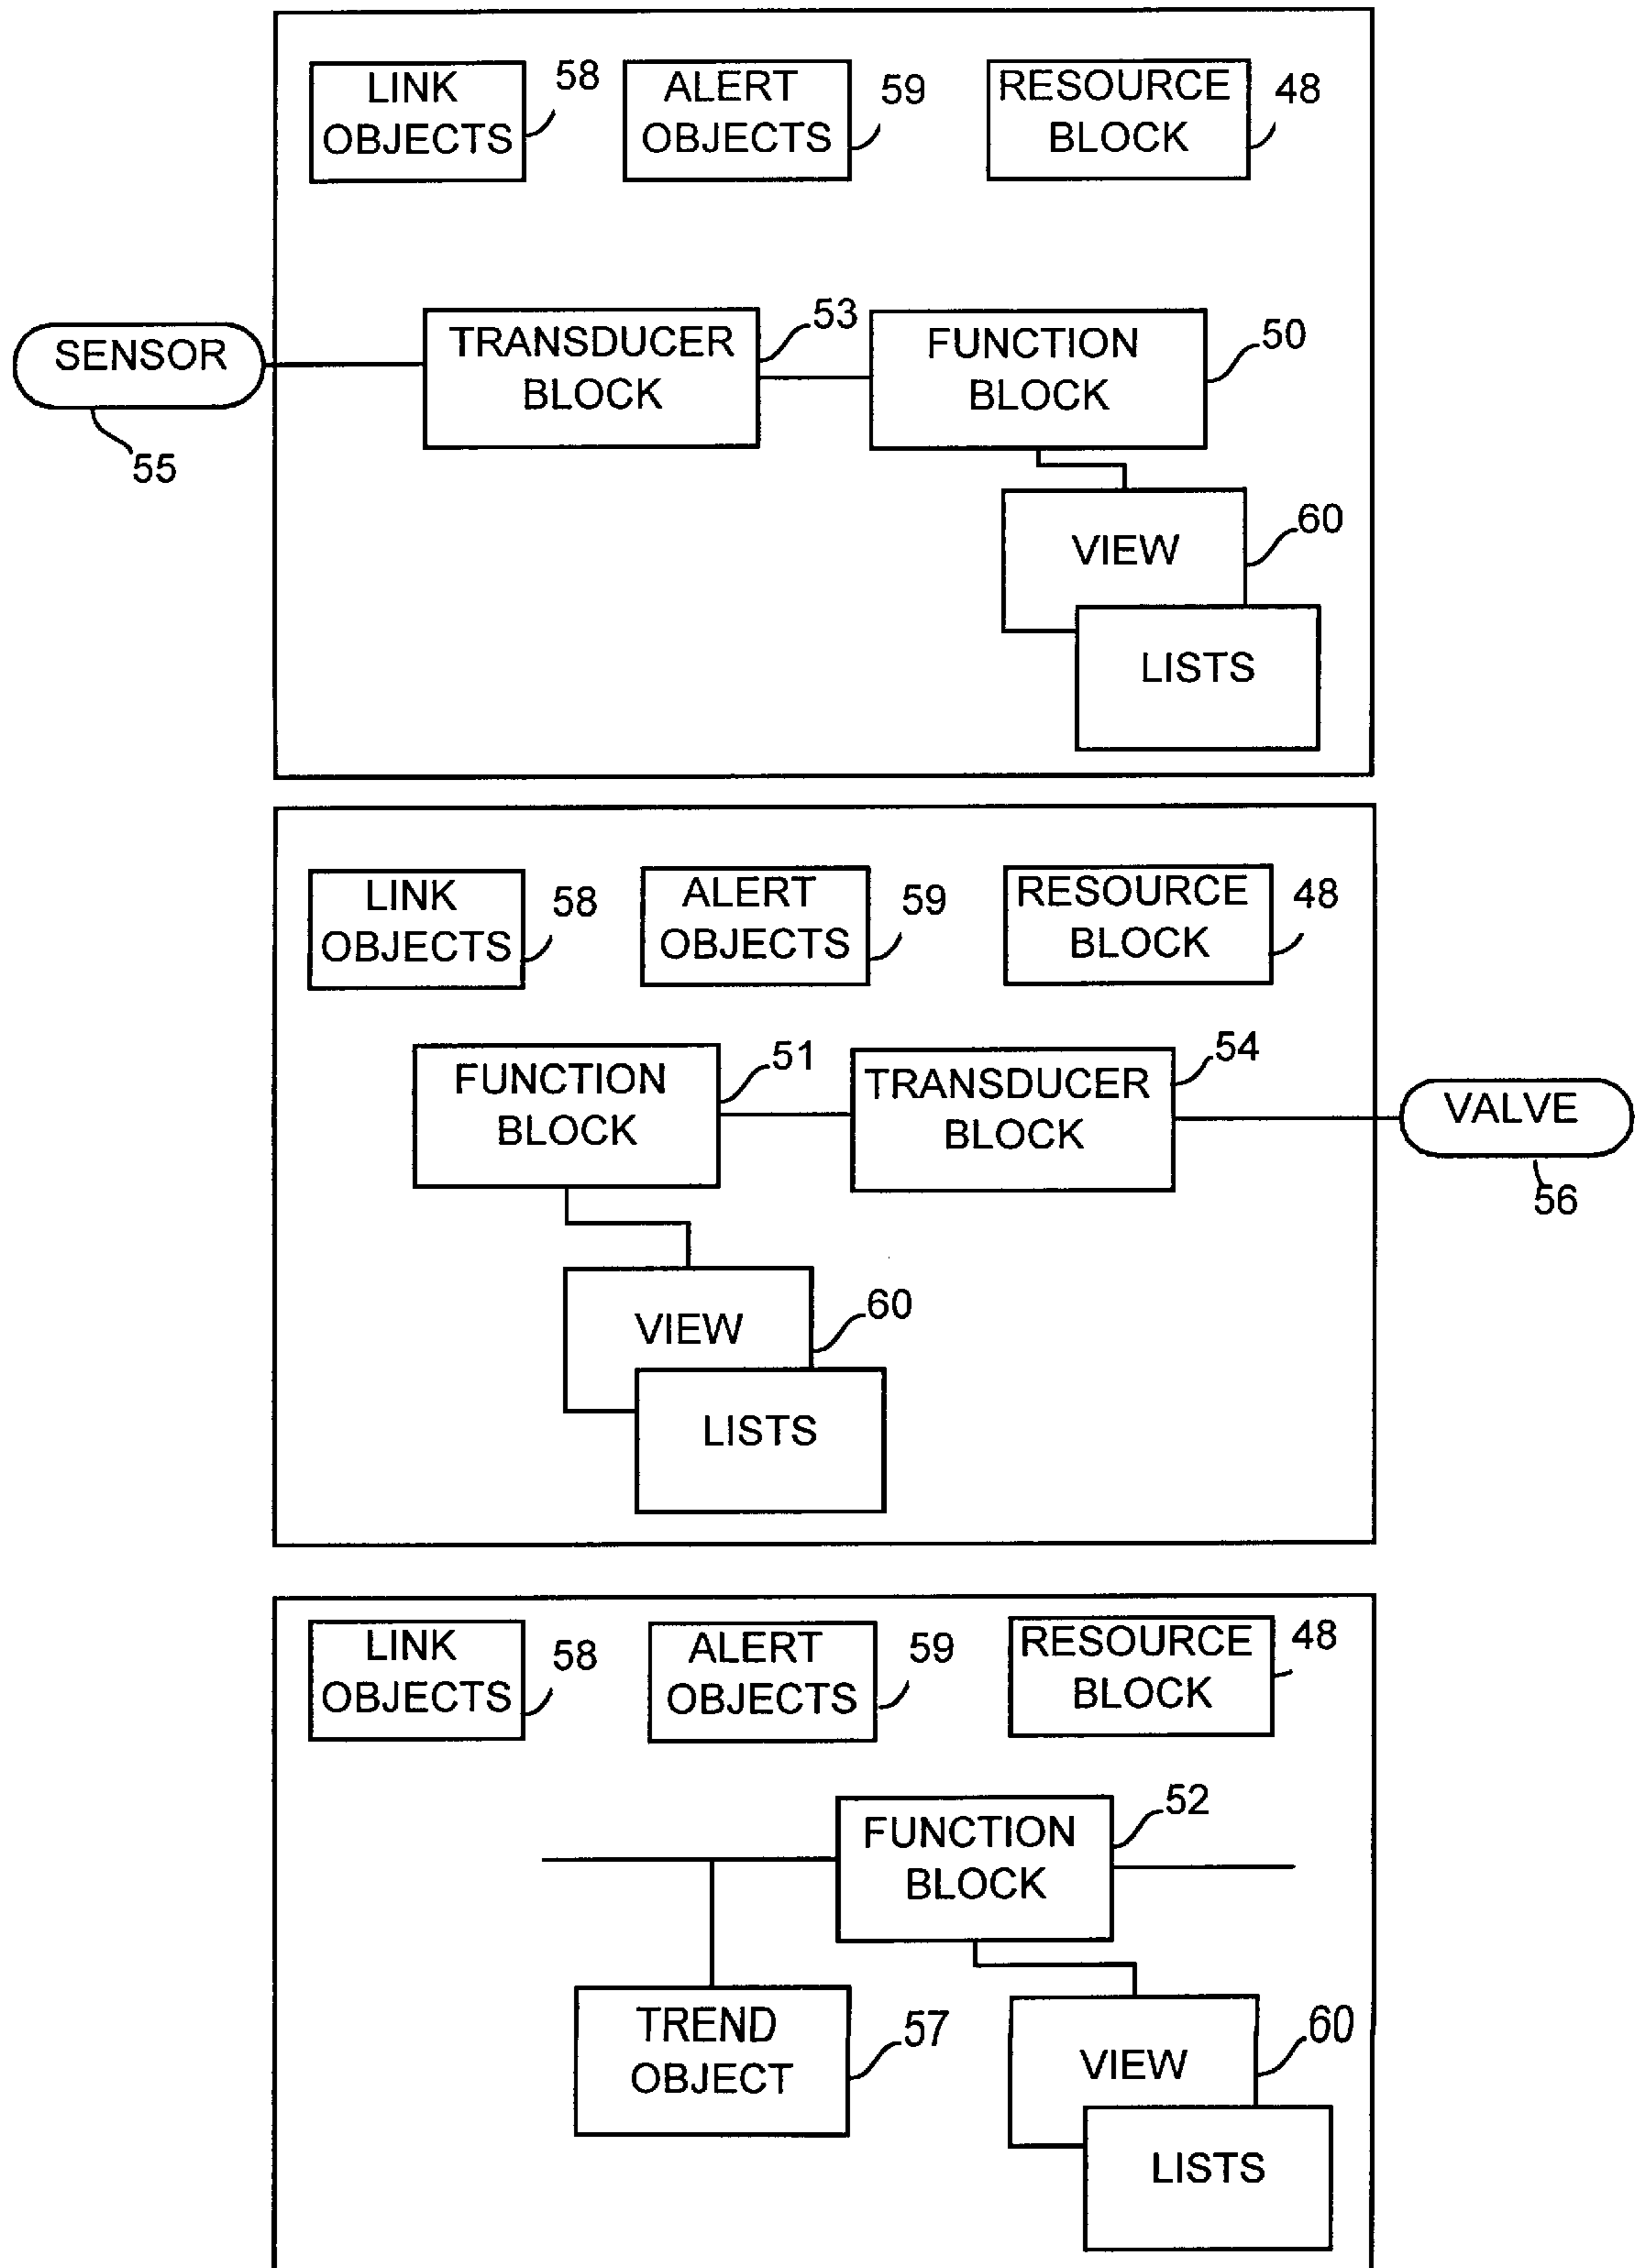 LINK
OBJECTS
58
ALERT
OBJECTS
59
RESOURCE
BLOCK
48
SENSOR
55
TRANSDUCER
BLOCK
53
FUNCTION
BLOCK
50
VIEW
60
LISTS
LINK
OBJECTS
58
ALERT
OBJECTS
59
RESOURCE
BLOCK
48
FUNCTION
BLOCK
51
TRANSDUCER
BLOCK
54
VALVE
56
VIEW
60
LISTS
LINK
OBJECTS
58
ALERT
OBJECTS
59
RESOURCE
BLOCK
48
FUNCTION
BLOCK
52
TREND
OBJECT
57
VIEW
60
LISTS